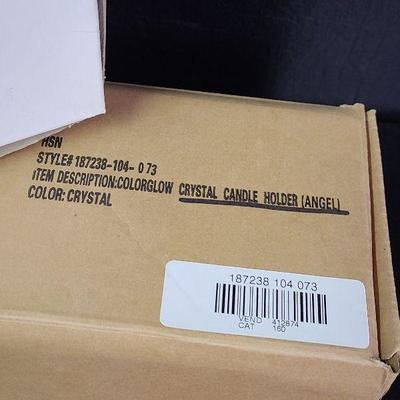 HSN
STYLE# 187238-104- 0 73
ITEM DESCRIPTION:COLORGLOW CRYSTAL CANDLE HOLDER (ANGEL)
COLOR: CRYSTAL
187238 104 073
VEND 412874
CAT 160